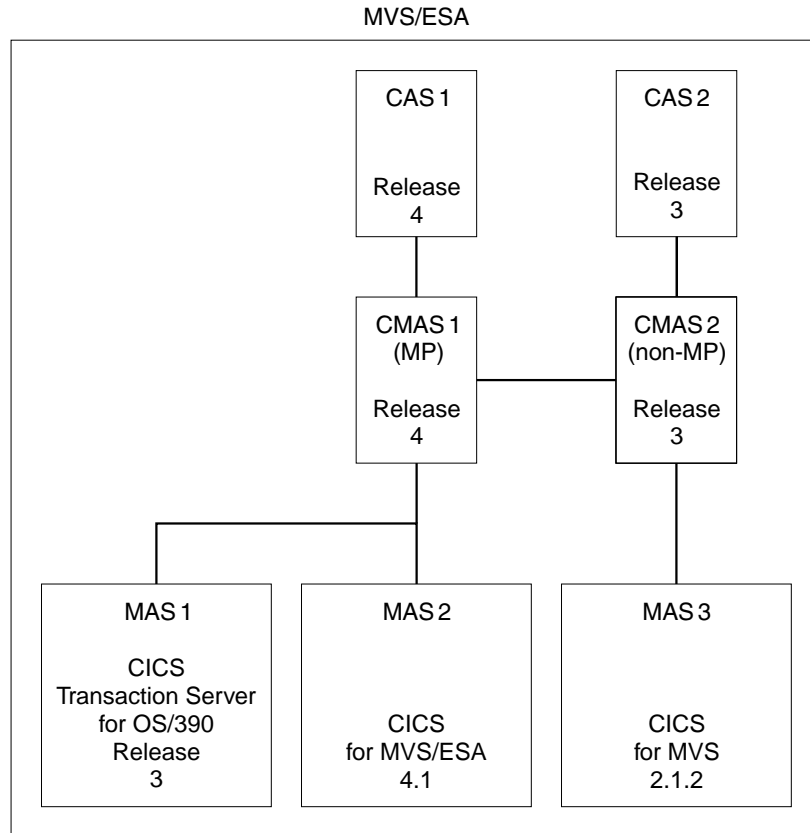 MVS/ESA
CAS 1
Release
4
CAS 2
Release
3
CMAS 1
(MP)
Release
4
CMAS 2
(non-MP)
Release
3
MAS 1
CICS
Transaction Server
for OS/390
Release
3
MAS 2
CICS
for MVS/ESA
4.1
MAS 3
CICS
for MVS
2.1.2